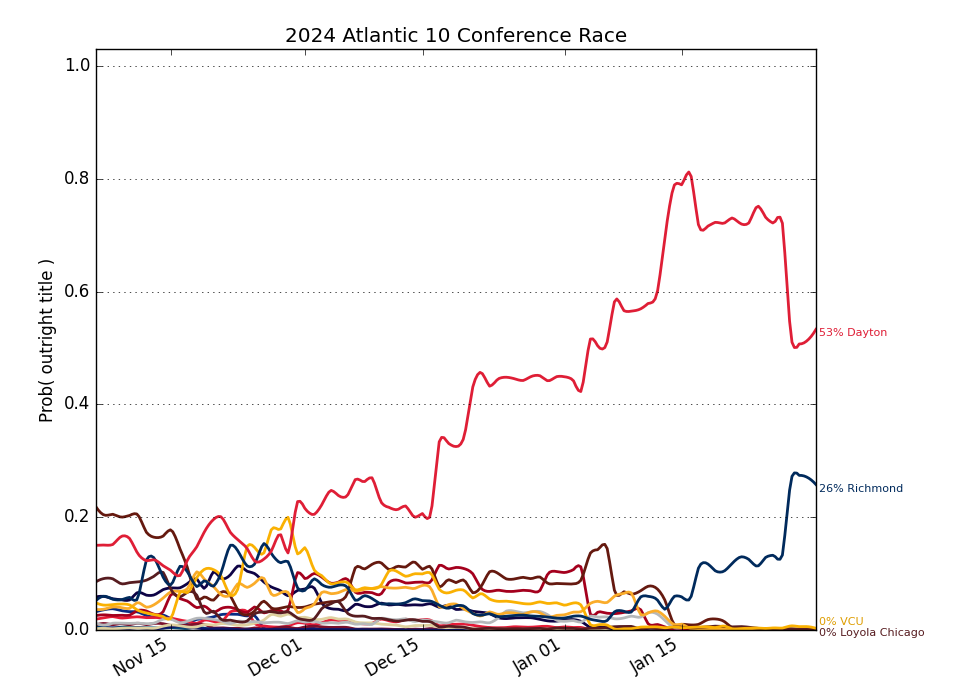 2024 Atlantic 10 Conference Race
Prob( outright title )
1.0
0.8
0.6
0.4
0.2
0.0
Nov 15
Dec 01
Dec 15
Jan 01
Jan 15
53% Dayton
26% Richmond
0% VCU
0% Loyola Chicago